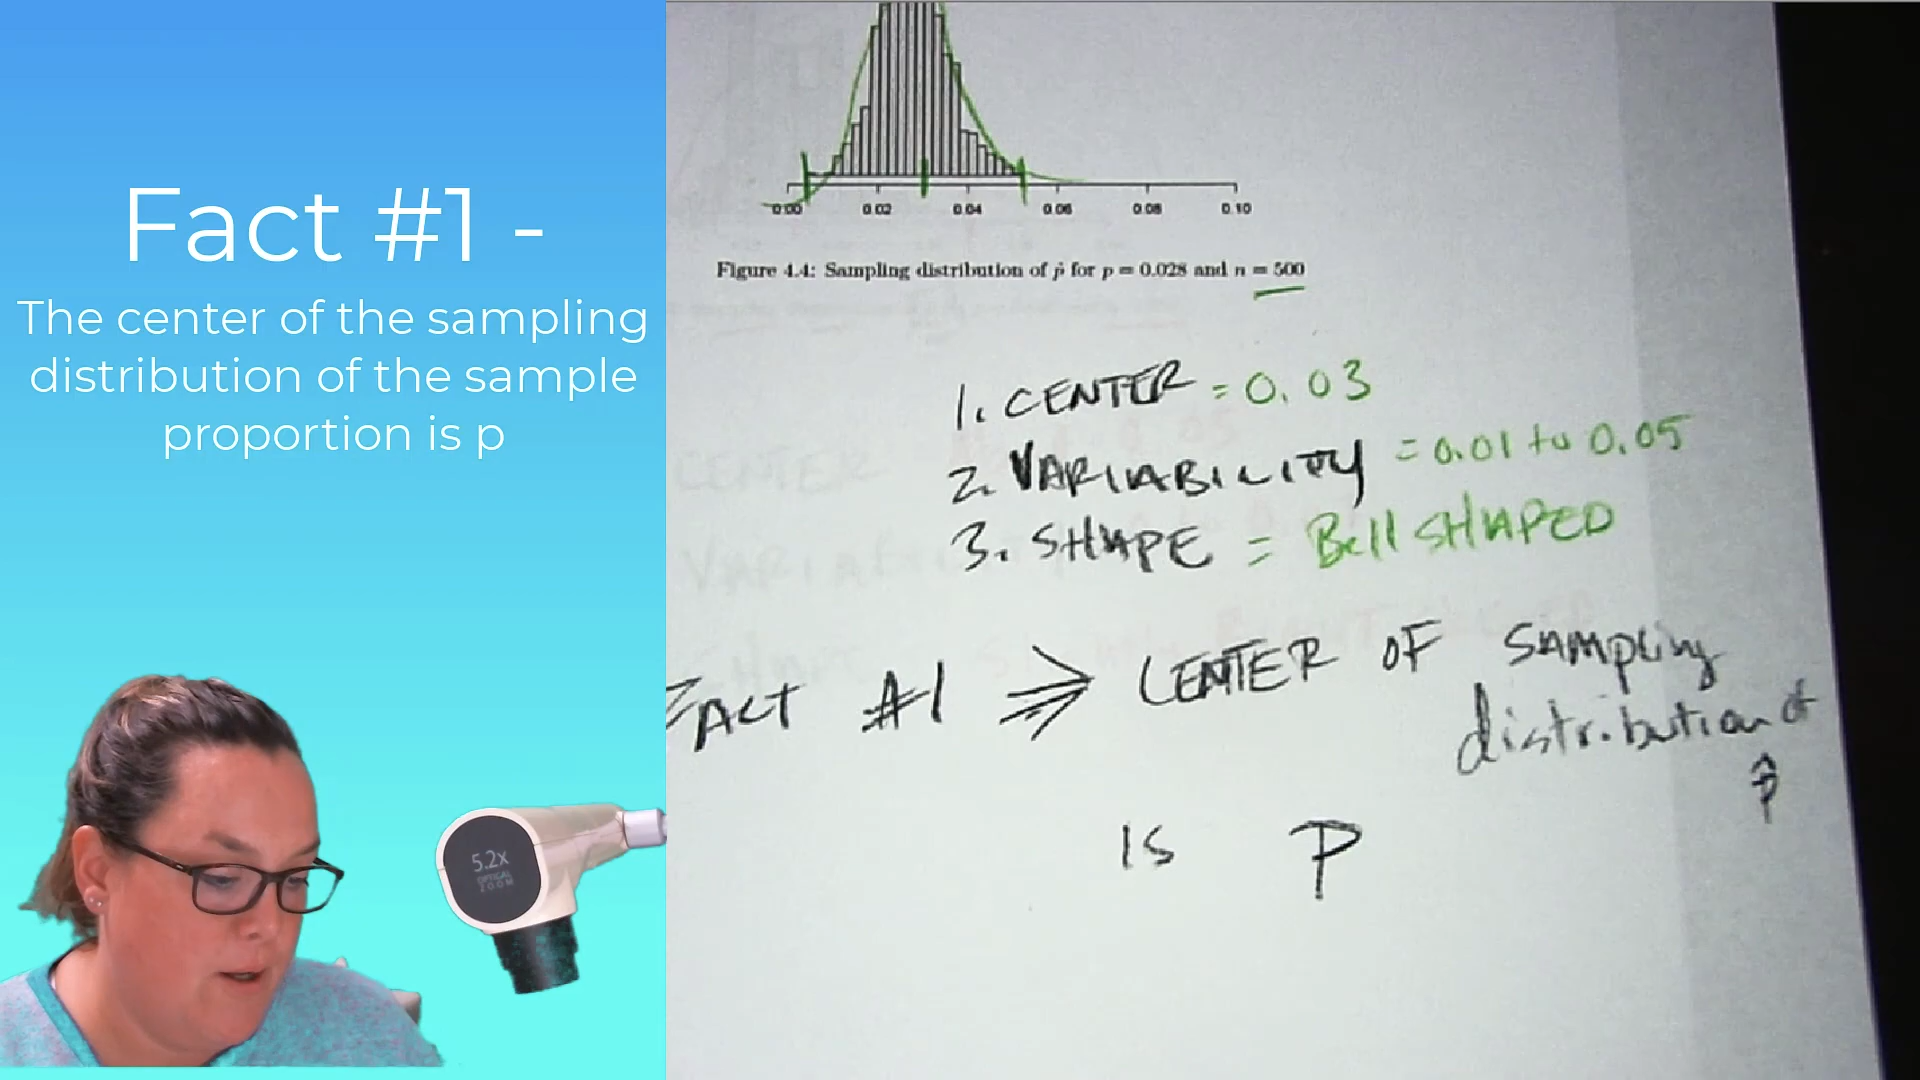 Fact #1 -
The center of the sampling
distribution of the sample
proportion is p
5.2x
OPTICAL
ZOOM
0.00 0.02 0.04 0.06 0.08 0.10
Figure 4.4: Sampling distribution of p̂ for p = 0.028 and n = 500
1. CENTER = 0.03
2. VARIABILITY = 0.01 to 0.05
3. SHAPE = Bell SHAPED
FACT #1 ⇒ CENTER OF Sampling
distribution of
p̂
IS P